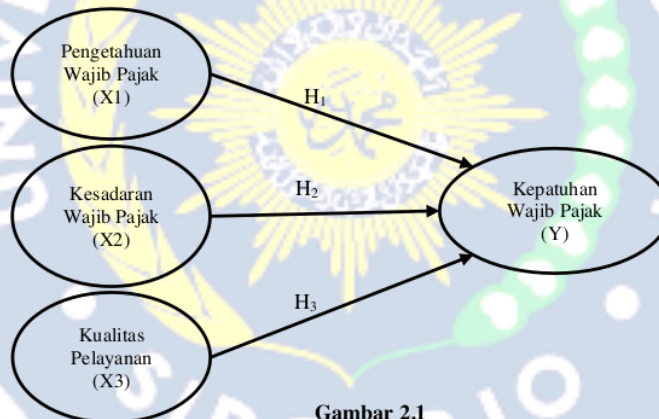 Pengetahuan
Wajib Pajak
(X1)
H1
Kesadaran
Wajib Pajak
(X2)
H2
Kepatuhan
Wajib Pajak
(Y)
Kualitas
Pelayanan
(X3)
H3
Gambar 2.1